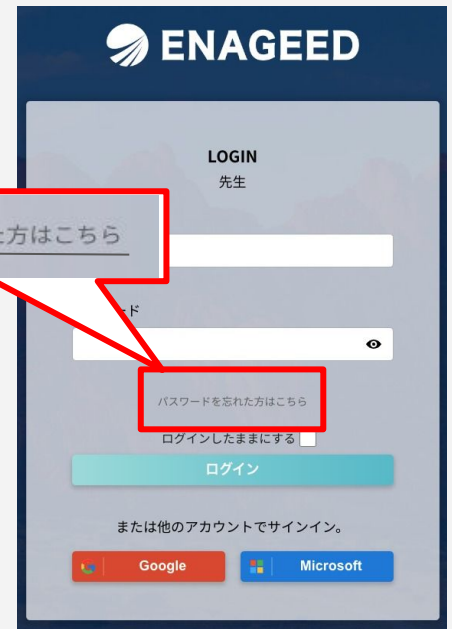 ENAGEED
LOGIN
先生
た方はこちら
ード
パスワードを忘れた方はこちら
ログインしたままにする
ログイン
または他のアカウントでサインイン。
Google
Microsoft